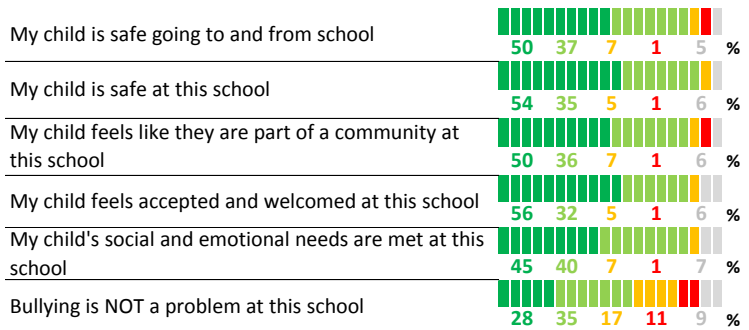 My child is safe going to and from school
50 37 7 1 5 %
My child is safe at this school
54 35 5 1 6 %
My child feels like they are part of a community at
this school
50 36 7 1 6 %
My child feels accepted and welcomed at this school
56 32 5 1 6 %
My child's social and emotional needs are met at this
school
45 40 7 1 7 %
Bullying is NOT a problem at this school
28 35 17 11 9 %